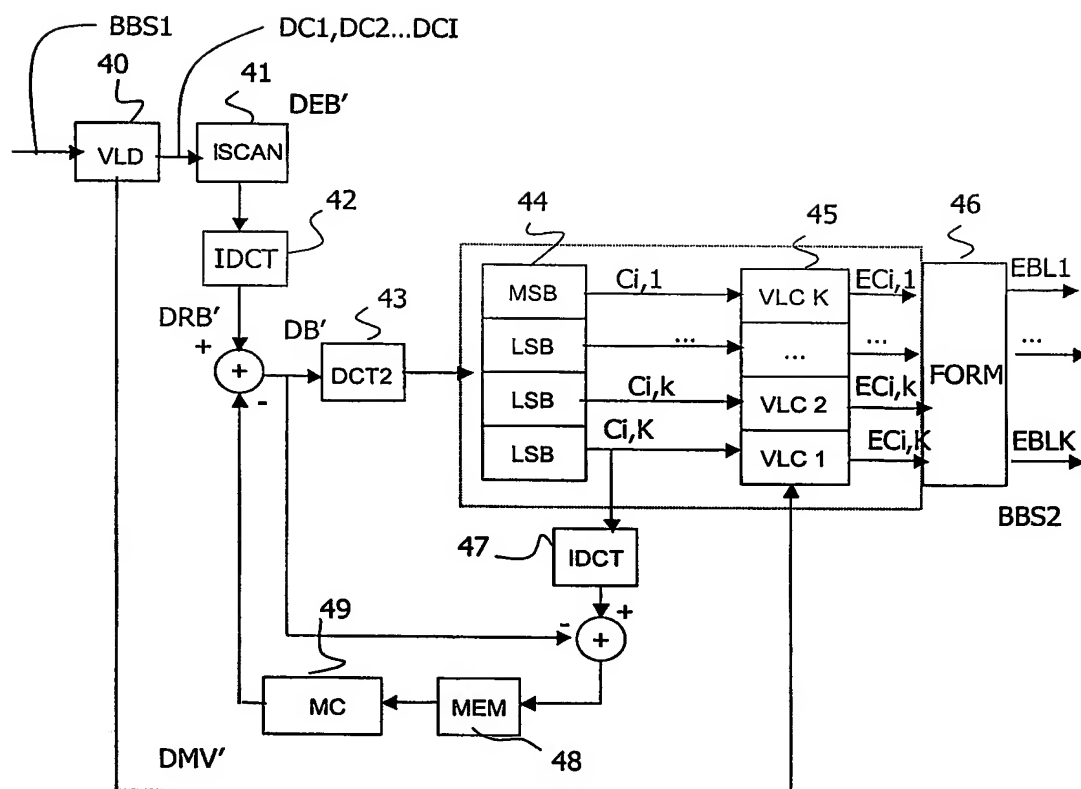 BBS1
DC1,DC2...DCI
40
41
DEB’
VLD
ISCAN
42
44
45
46
IDCT
MSB
Ci,1
VLC K
ECi,1
EBL1
DRB’
DB’
43
+
LSB
...
...
...
...
+
DCT2
FORM
-
LSB
Ci,k
VLC 2
ECi,k
Ci,K
LSB
VLC 1
ECi,K
EBLK
BBS2
47
IDCT
+
49
-
+
MC
MEM
DMV’
48